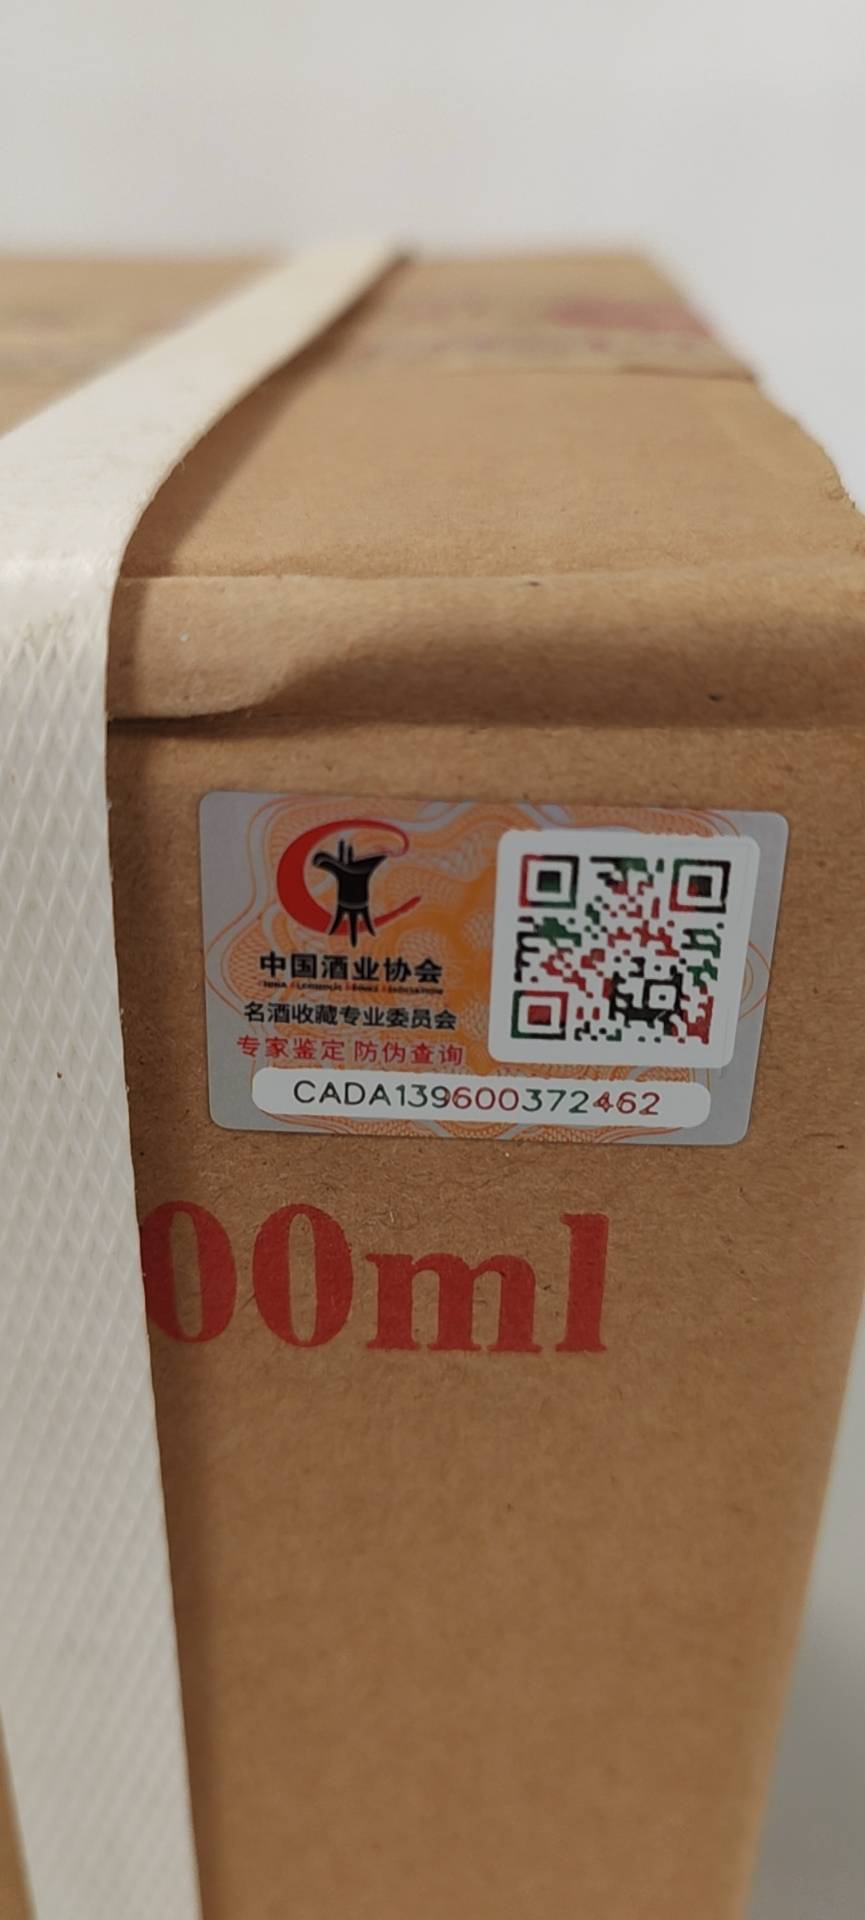 中国酒业协会
名酒收藏专业委员会
专家鉴定 防伪查询
CADA139600372462
00ml